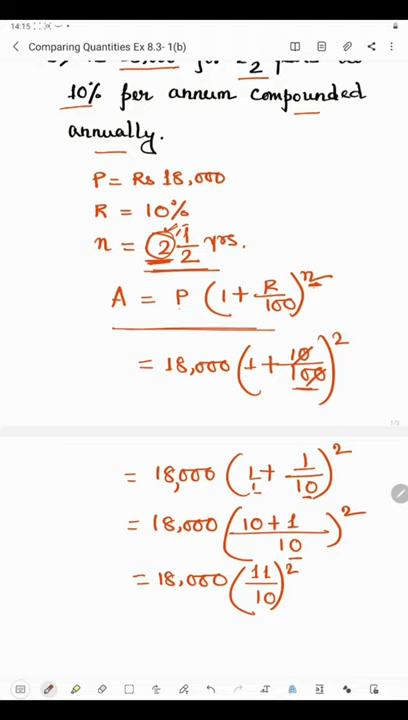 14:15
Comparing Quantities Ex 8.3- 1(b)
10% per annum compounded
annually.
P = Rs 18,000
R = 10%
n = 2 1/2 yrs.
A = P (1 + R/100)^n
= 18,000 (1 + 10/100)^2
1/2
= 18,000 (1/1 + 1/10)^2
= 18,000 (10+1/10)^2
= 18,000 (11/10)^2